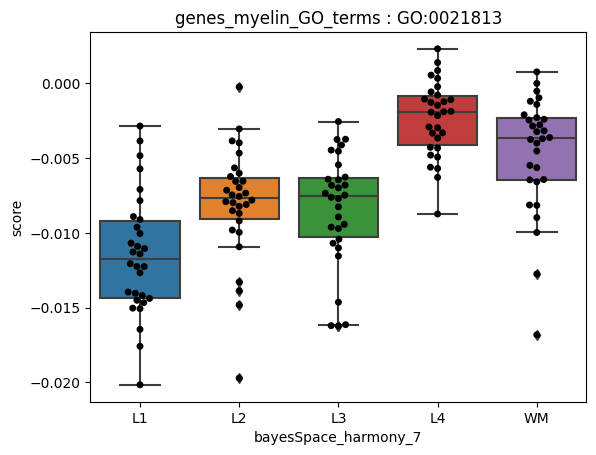 genes_myelin_GO_terms : GO:0021813
0.000
−0.005
−0.010
−0.015
−0.020
score
L1 L2 L3 L4 WM
bayesSpace_harmony_7